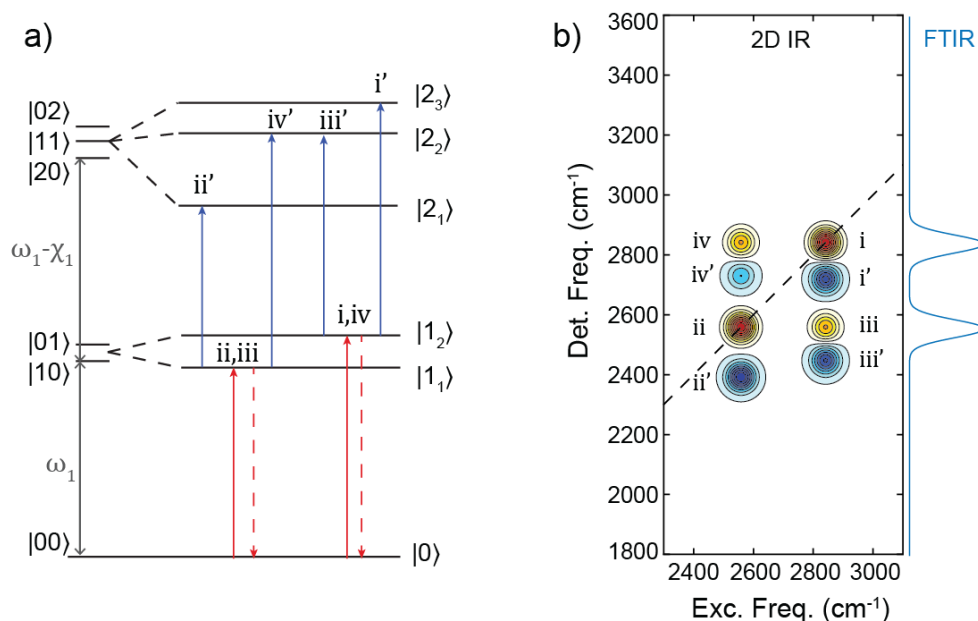 a)
|02⟩
|11⟩
|20⟩
ω₁-χ₁
|01⟩
|10⟩
ω₁
|00⟩
i'
iv'
iii'
ii'
i,iv
ii,iii
|2₃⟩
|2₂⟩
|2₁⟩
|1₂⟩
|1₁⟩
|0⟩
b)
2D IR
FTIR
Det. Freq. (cm⁻¹)
3600
3400
3200
3000
2800
2600
2400
2200
2000
1800
iv
i
iv'
i'
ii
iii
ii'
iii'
2400 2600 2800 3000
Exc. Freq. (cm⁻¹)